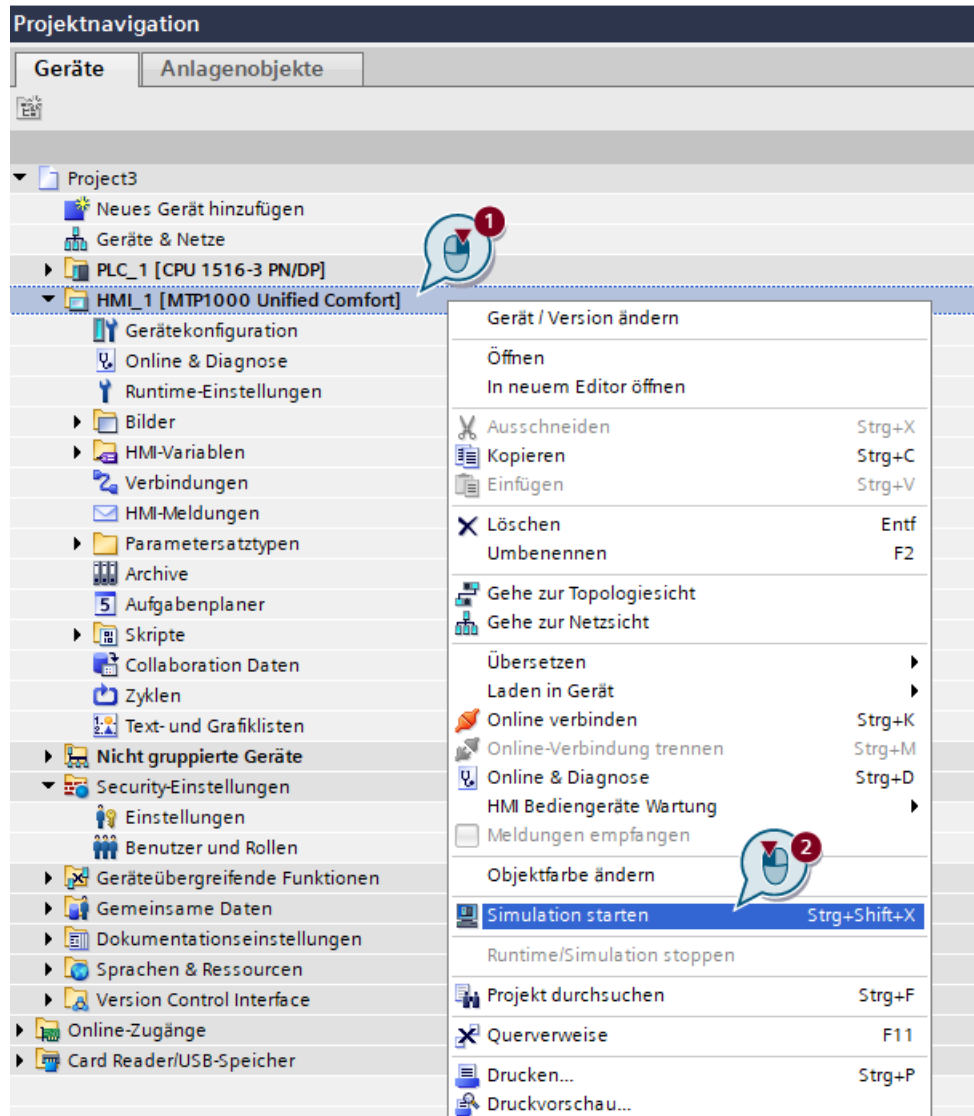 Projektnavigation
Geräte Anlagenobjekte
Project3
Neues Gerät hinzufügen
Geräte & Netze
PLC_1 [CPU 1516-3 PN/DP]
HMI_1 [MTP1000 Unified Comfort]
Gerätekonfiguration
Online & Diagnose
Runtime-Einstellungen
Bilder
HMI-Variablen
Verbindungen
HMI-Meldungen
Parametersatztypen
Archive
Aufgabenplaner
Skripte
Collaboration Daten
Zyklen
Text- und Grafiklisten
Nicht gruppierte Geräte
Security-Einstellungen
Einstellungen
Benutzer und Rollen
Geräteübergreifende Funktionen
Gemeinsame Daten
Dokumentationseinstellungen
Sprachen & Ressourcen
Version Control Interface
Online-Zugänge
Card Reader/USB-Speicher
1
Gerät / Version ändern
Öffnen
In neuem Editor öffnen
Ausschneiden Strg+X
Kopieren Strg+C
Einfügen Strg+V
Löschen Entf
Umbenennen F2
Gehe zur Topologiesicht
Gehe zur Netzsicht
Übersetzen
Laden in Gerät
Online verbinden Strg+K
Online-Verbindung trennen Strg+M
Online & Diagnose Strg+D
HMI Bediengeräte Wartung
Meldungen empfangen
2
Objektfarbe ändern
Simulation starten Strg+Shift+X
Runtime/Simulation stoppen
Projekt durchsuchen Strg+F
Querverweise F11
Drucken... Strg+P
Druckvorschau...